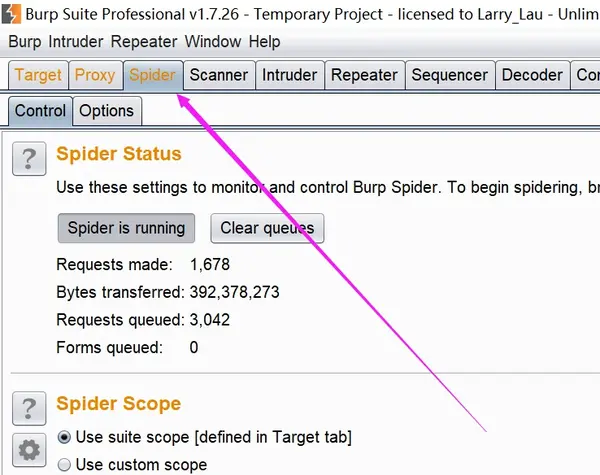 Burp Suite Professional v1.7.26 - Temporary Project - licensed to Larry_Lau - Unlim
Burp Intruder Repeater Window Help
Target Proxy Spider Scanner Intruder Repeater Sequencer Decoder Co
Control Options
? Spider Status
Use these settings to monitor and control Burp Spider. To begin spidering, br
Spider is running Clear queues
Requests made: 1,678
Bytes transferred: 392,378,273
Requests queued: 3,042
Forms queued: 0
? Spider Scope
Use suite scope [defined in Target tab]
Use custom scope